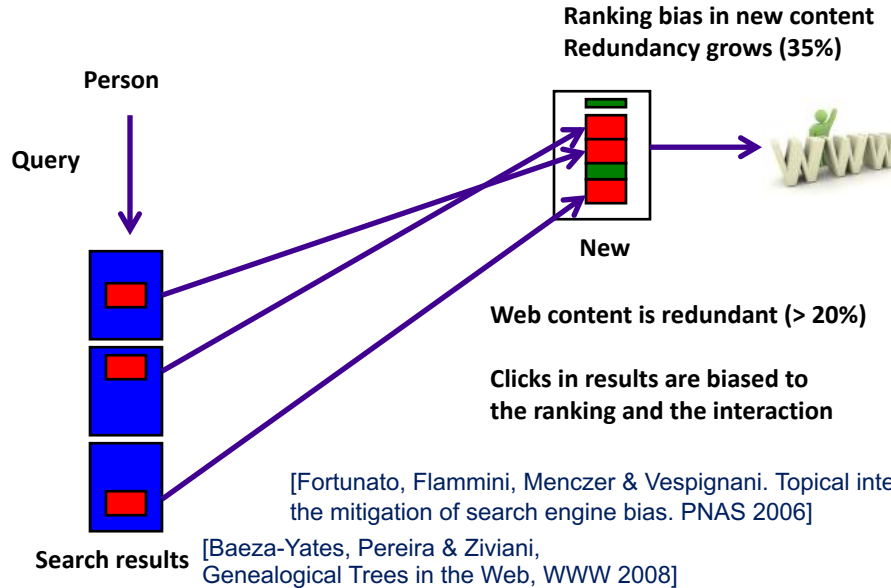 Ranking bias in new content
Redundancy grows (35%)
Person
Query
WWW
New
Web content is redundant (> 20%)
Clicks in results are biased to
the ranking and the interaction
[Fortunato, Flammini, Menczer & Vespignani. Topical
the mitigation of search engine bias. PNAS 2006]
Search results
[Baeza-Yates, Pereira & Ziviani,
Genealogical Trees in the Web, WWW 2008]